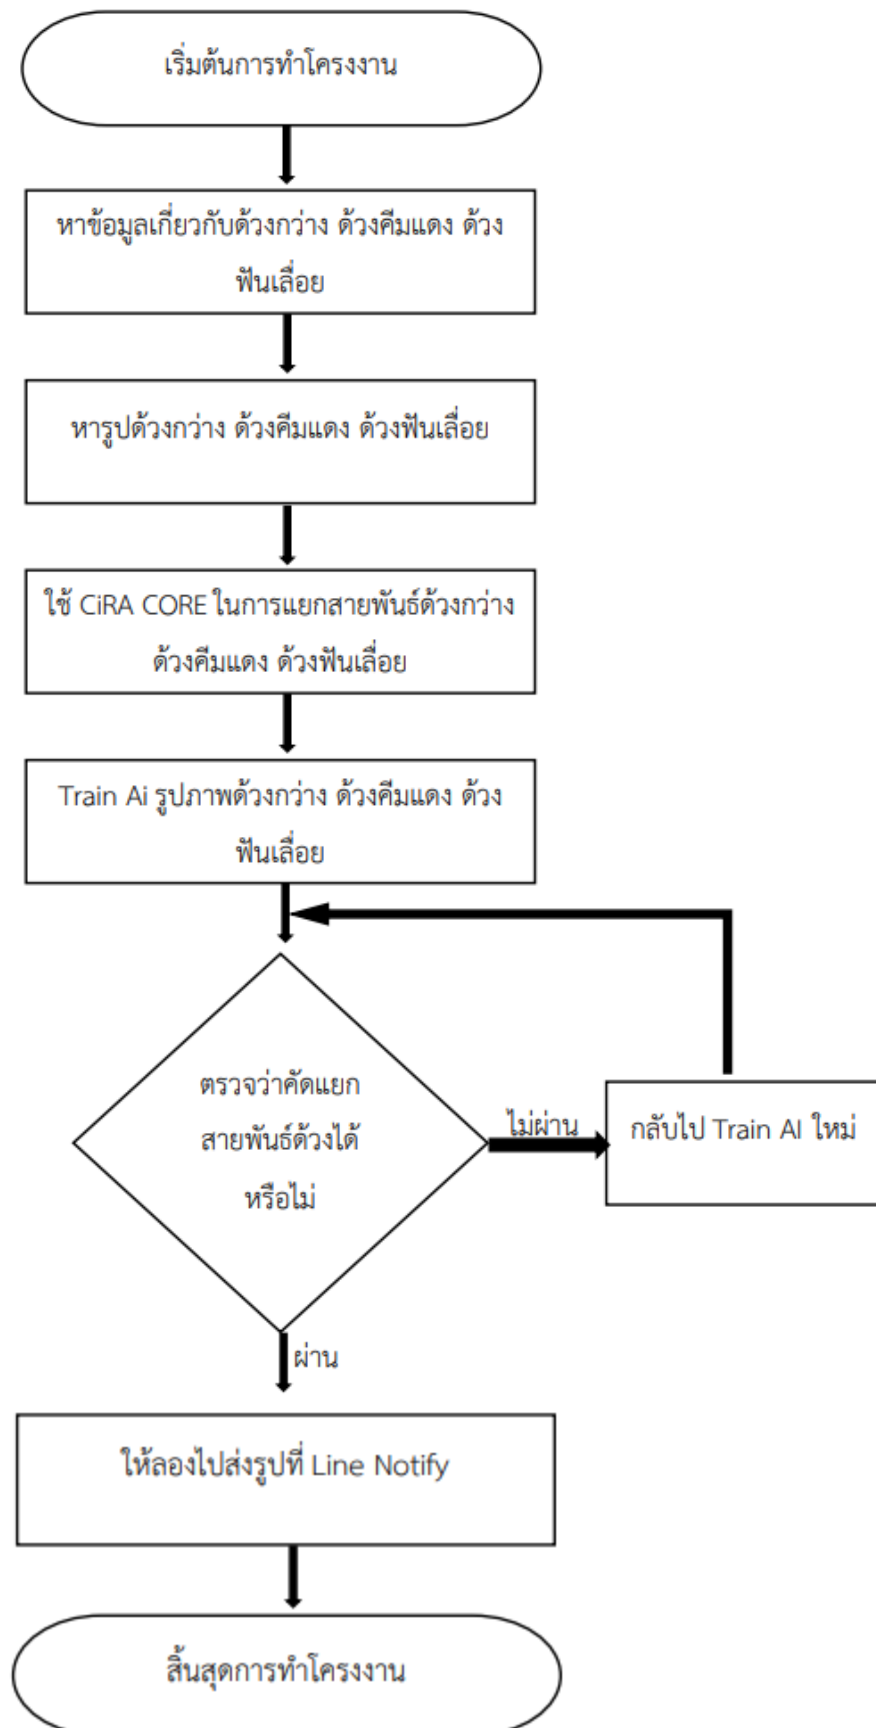 เริ่มต้นการทำโครงงาน
หาข้อมูลเกี่ยวกับด้วงกว่าง ด้วงคีมแดง ด้วง
ฟันเลื่อย
หารูปด้วงกว่าง ด้วงคีมแดง ด้วงฟันเลื่อย
ใช้ CiRA CORE ในการแยกสายพันธ์ด้วงกว่าง
ด้วงคีมแดง ด้วงฟันเลื่อย
Train Ai รูปภาพด้วงกว่าง ด้วงคีมแดง ด้วง
ฟันเลื่อย
ตรวจว่าคัดแยก
สายพันธ์ด้วงได้
หรือไม่
ไม่ผ่าน
กลับไป Train AI ใหม่
ผ่าน
ให้ลองไปส่งรูปที่ Line Notify
สิ้นสุดการทำโครงงาน